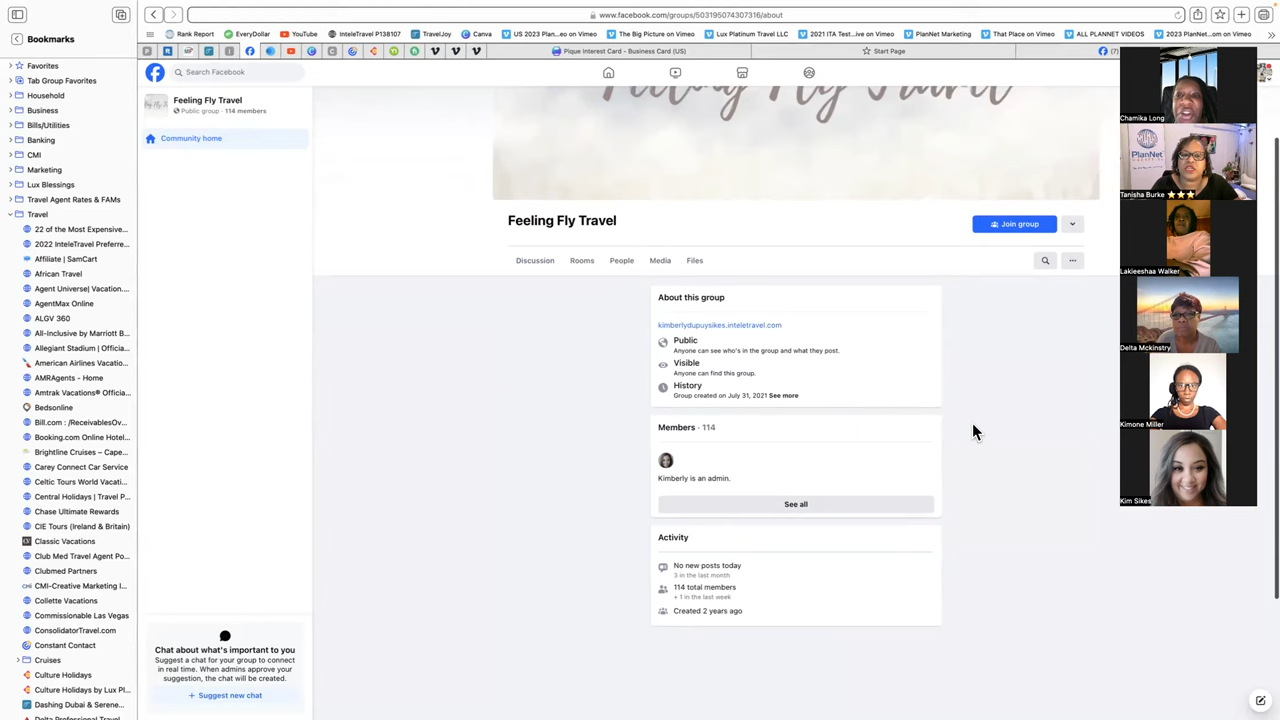 Bookmarks
Favorites
Tab Group Favorites
Household
Business
Bills/Utilities
Banking
CMI
Marketing
Lux Blessings
Travel Agent Rates & FAMs
Travel
22 of the Most Expensive...
2022 InteleTravel Preferre...
Affiliate | SamCart
African Travel
Agent Universe| Vacation....
AgentMax Online
ALGV 360
All-Inclusive by Marriott B...
Allegiant Stadium | Officia...
American Airlines Vacatio...
AMRAgents - Home
Amtrak Vacations® Officia...
Bedsonline
Bill.com : /ReceivablesOv...
Booking.com Online Hotel...
Brightline Cruises – Cape...
Carey Connect Car Service
Celtic Tours World Vacati...
Central Holidays | Travel P...
Chase Ultimate Rewards
CIE Tours (Ireland & Britain)
Classic Vacations
Club Med Travel Agent Po...
Clubmed Partners
CMI-Creative Marketing I...
Collette Vacations
Commissionable Las Vegas
ConsolidatorTravel.com
Constant Contact
Cruises
Culture Holidays
Culture Holidays by Lux Pl...
Dashing Dubai & Serene...
www.facebook.com/groups/503195074307316/about
Rank Report EveryDollar YouTube InteleTravel P138107 TravelJoy Canva US 2023 PlanGen... on Vimeo The Big Picture on Vimeo Lux Platinum Travel LLC 2021 ITA Test...ive on Vimeo PlanNet Marketing That Place on Vimeo ALL PLANNET VIDEOS 2023 PlanNet...om on Vimeo
Pique Interest Card - Business Card (US) Start Page (7)
Search Facebook
Feeling Fly Travel
Public group · 114 members
Community home
Chat about what's important to you
Suggest a chat for your group to connect
in real time. When admins approve your
suggestion, the chat will be created.
+ Suggest new chat
Feeling Fly Travel
Feeling Fly Travel
Join group
Discussion Rooms People Media Files
About this group
kimberlydupuysikes.inteletravel.com
Public
Anyone can see who's in the group and what they post.
Visible
Anyone can find this group.
History
Group created on July 31, 2021 See more
Members · 114
Kimberly is an admin.
See all
Activity
No new posts today
3 in the last month
114 total members
+ 1 in the last week
Created 2 years ago
Chamika Long
PlanNet
Tanisha Burke
Lakieeshaa Walker
Delta Mckinstry
Kimone Miller
Kim Sikes